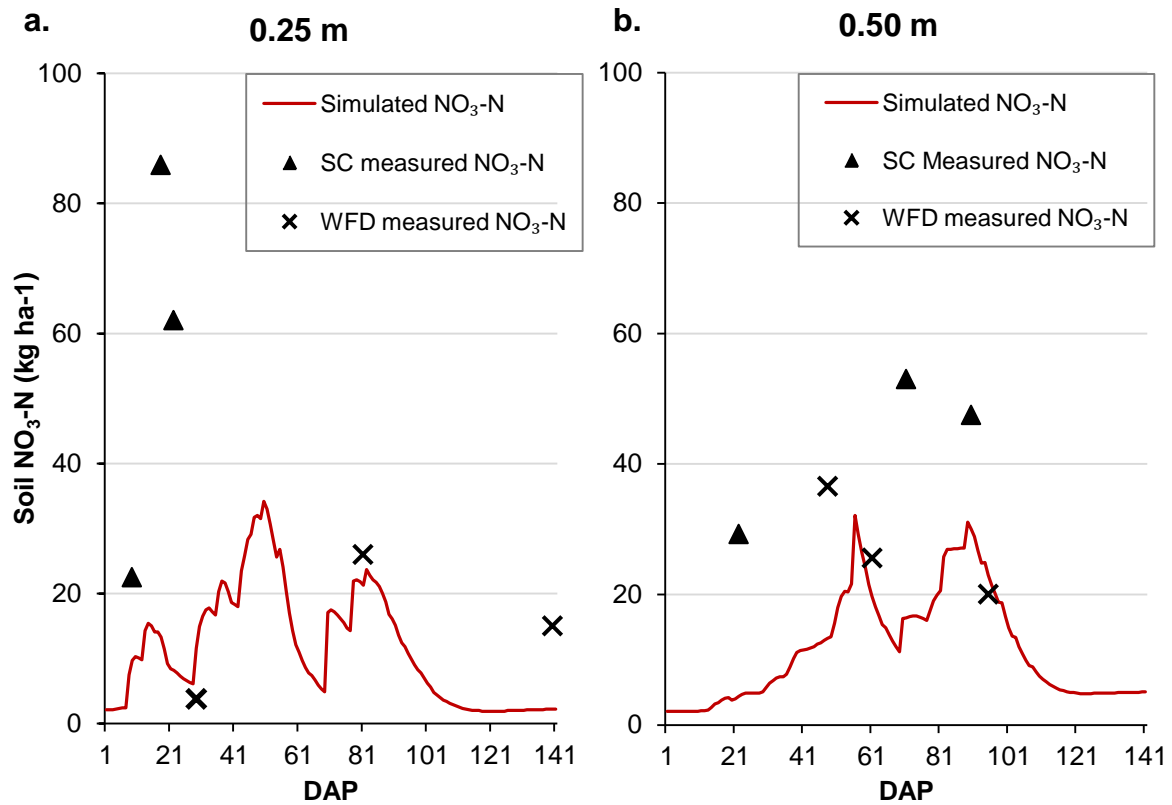 a.
0.25 m
Simulated NO₃-N
SC measured NO₃-N
WFD measured NO₃-N
Soil NO₃-N (kg ha-1)
100
80
60
40
20
0
1 21 41 61 81 101 121 141
DAP
b.
0.50 m
Simulated NO₃-N
SC Measured NO₃-N
WFD measured NO₃-N
100
80
60
40
20
0
1 21 41 61 81 101 121 141
DAP